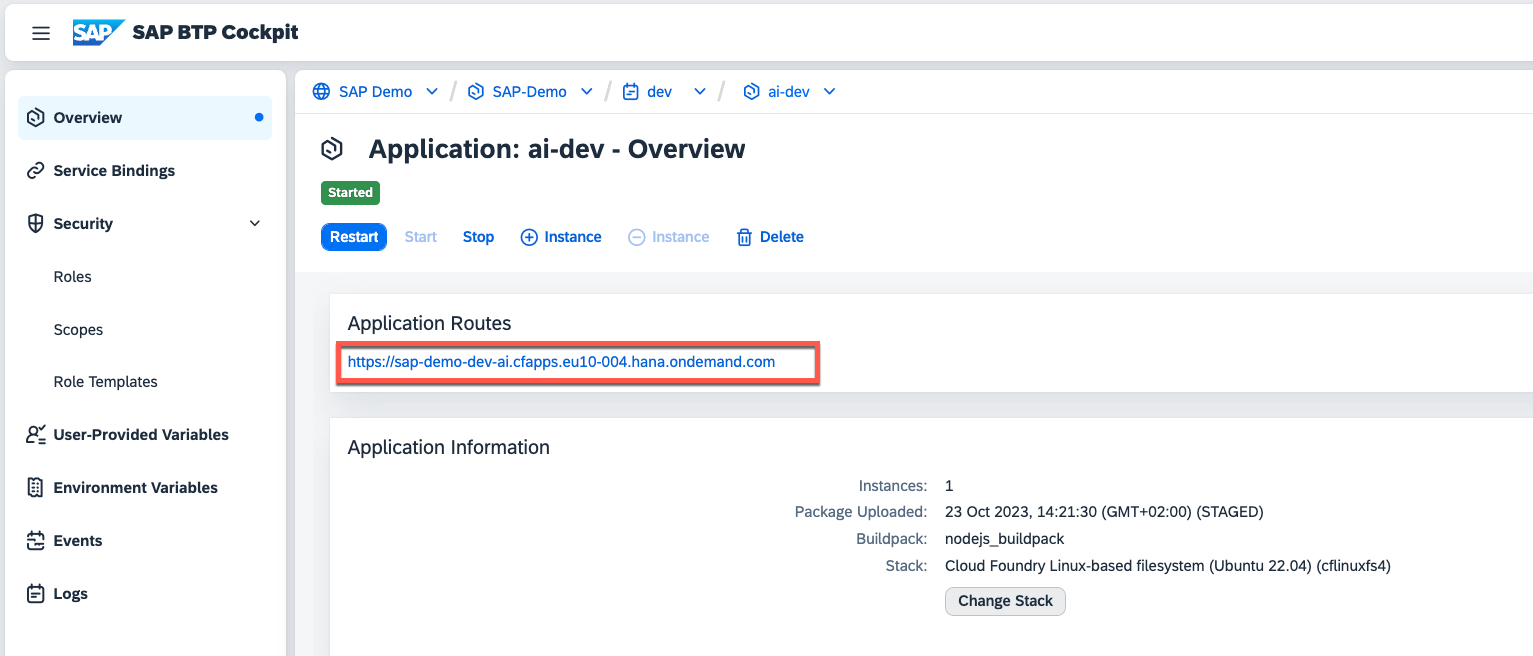 SAP SAP BTP Cockpit
Overview
Service Bindings
Security
Roles
Scopes
Role Templates
User-Provided Variables
Environment Variables
Events
Logs
SAP Demo / SAP-Demo / dev / ai-dev
Application: ai-dev - Overview
Started
Restart Start Stop Instance Instance Delete
Application Routes
https://sap-demo-dev-ai.cfapps.eu10-004.hana.ondemand.com
Application Information
Instances: 1
Package Uploaded: 23 Oct 2023, 14:21:30 (GMT+02:00) (STAGED)
Buildpack: nodejs_buildpack
Stack: Cloud Foundry Linux-based filesystem (Ubuntu 22.04) (cflinuxfs4)
Change Stack